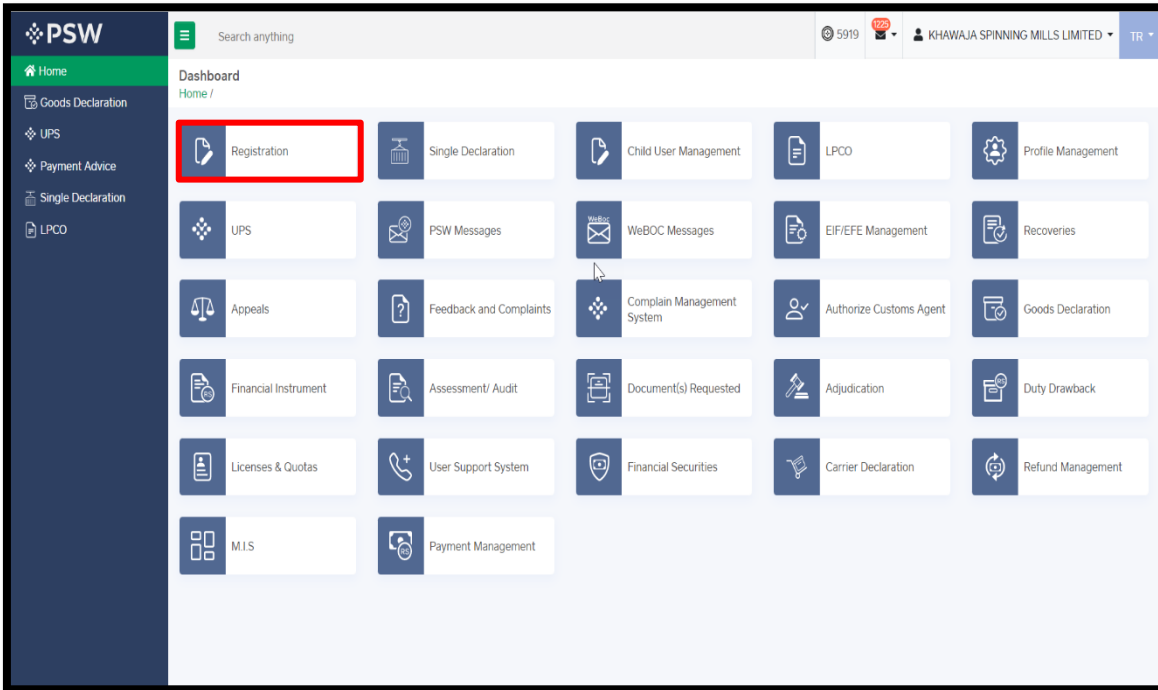 PSW
Search anything
5919
1225
KHAWAJA SPINNING MILLS LIMITED
TR
Home
Goods Declaration
UPS
Payment Advice
Single Declaration
LPCO
Dashboard
Home /
Registration
Single Declaration
Child User Management
LPCO
Profile Management
UPS
PSW Messages
WeBOC
WeBOC Messages
EIF/EFE Management
Recoveries
Appeals
Feedback and Complaints
Complain Management
System
Authorize Customs Agent
Goods Declaration
RS
Financial Instrument
Assessment/ Audit
Document(s) Requested
Adjudication
RS
Duty Drawback
Licenses & Quotas
User Support System
Financial Securities
Carrier Declaration
Refund Management
M.I.S
RS
Payment Management